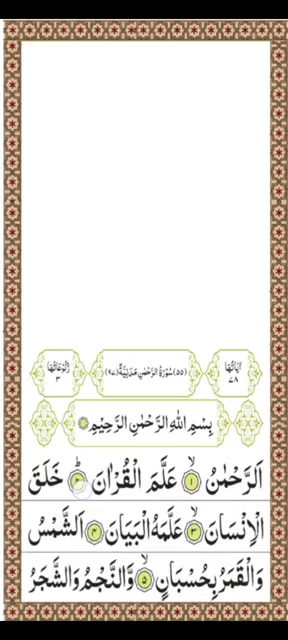 اٰیَاتُهَا ٧٨ (٥٥) سُوْرَةُ الرَّحْمٰنِ مَدَنِیَّةٌ (٩٧) رُكُوْعَاتُهَا ٣
بِسْمِ اللّٰهِ الرَّحْمٰنِ الرَّحِیْمِ
اَلرَّحْمٰنُ ۙ﴿١﴾ عَلَّمَ الْقُرْاٰنَ ؕ﴿٢﴾ خَلَقَ
الْاِنْسَانَ ۙ﴿٣﴾ عَلَّمَهُ الْبَیَانَ ﴿٤﴾ اَلشَّمْسُ
وَالْقَمَرُ بِحُسْبَانٍ ۪ۙ﴿٥﴾ وَّالنَّجْمُ وَالشَّجَرُ